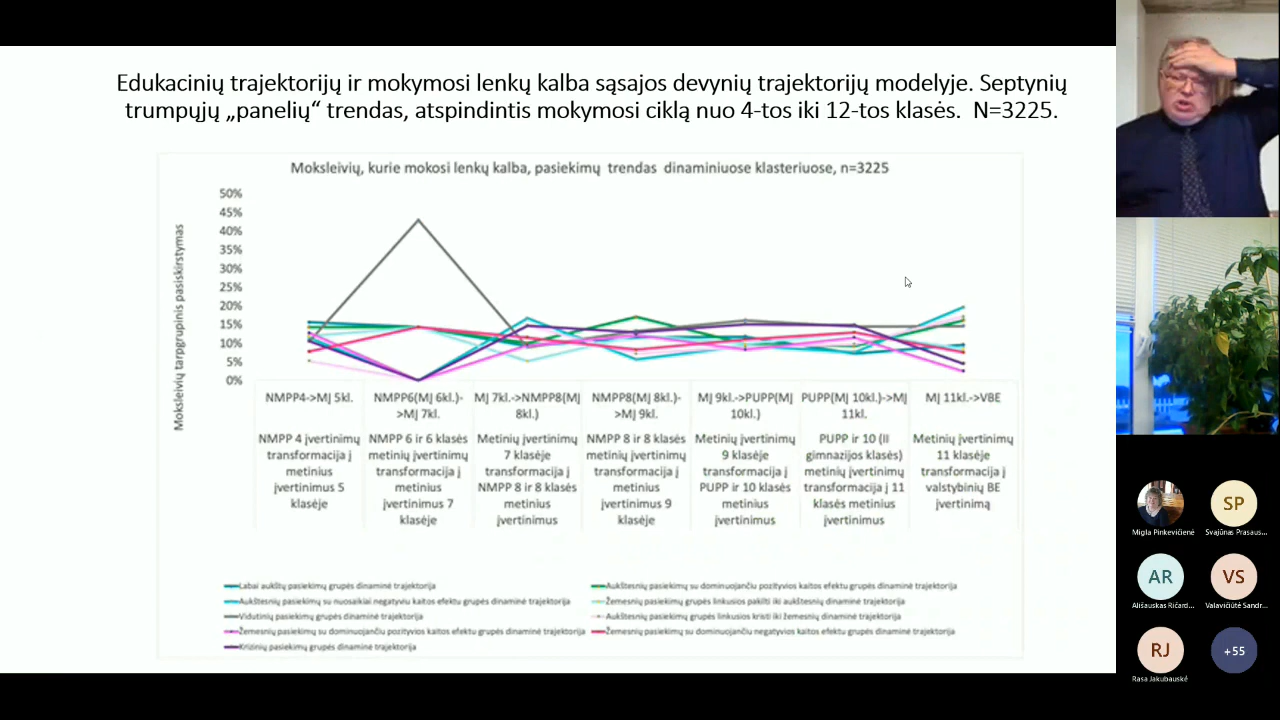 Edukacinių trajektorijų ir mokymosi lenkų kalba sąsajos devynių trajektorijų modelyje. Septynių
trumpųjų „panelių“ trendas, atspindintis mokymosi ciklą nuo 4-tos iki 12-tos klasės. N=3225.
Moksleivių, kurie mokosi lenkų kalba, pasiekimų trendas dinaminiuose klasteriuose, n=3225
Moksleivių tarpgrupinis pasiskirstymas
50%
45%
40%
35%
30%
25%
20%
15%
10%
5%
0%
NMPP4->MJ 5kl.
NMPP6(MJ 6kl.)-
>MJ 7kl.
MJ 7kl.->NMPP8(MJ
8kl.)
NMPP8(MJ 8kl.)-
>MJ 9kl.
MJ 9kl.->PUPP(MJ
10kl.)
PUPP(MJ 10kl.)->MJ
11kl.
MJ 11kl.->VBE
NMPP 4 įvertinimų
transformacija į
metinius
įvertinimus 5
klasėje
NMPP 6 ir 6 klasės
metinių įvertinimų
transformacija į
metinius
įvertinimus 7
klasėje
Metinių įvertinimų
7 klasėje
transformacija į
NMPP 8 ir 8 klasės
metinius
įvertinimus
NMPP 8 ir 8 klasės
metinių įvertinimų
transformacija į
metinius
įvertinimus 9
klasėje
Metinių įvertinimų
9 klasėje
transformacija į
PUPP ir 10 klasės
metinius
įvertinimus
PUPP ir 10 (II
gimnazijos klasės)
metinių įvertinimų
transformacija į 11
klasės metinius
įvertinimus
Metinių įvertinimų
11 klasėje
transformacija į
valstybinių BE
įvertinimą
Labai aukštų pasiekimų grupės dinaminė trajektorija
Aukštesnių pasiekimų su dominuojančiu pozityvios kaitos efektu grupės dinaminė trajektorija
Aukštesnių pasiekimų su nuosaikiai negatyviu kaitos efektu grupės dinaminė trajektorija
Žemesnių pasiekimų grupės linkusios pakilti iki aukštesnių dinaminė trajektorija
Vidutinių pasiekimų grupės dinaminė trajektorija
Aukštesnių pasiekimų grupės linkusios kristi iki žemesnių dinaminė trajektorija
Žemesnių pasiekimų su dominuojančiu pozityvios kaitos efektu grupės dinaminė trajektorija
Žemesnių pasiekimų su dominuojančiu negatyvios kaitos efektu grupės dinaminė trajektorija
Krizinių pasiekimų grupės dinaminė trajektorija
Migla Pinkevičienė
SP
Svajūnas Prasaus...
AR
Ališauskas Ričard...
VS
Valavičiūtė Sandr...
RJ
Rasa Jakubauskė
+55